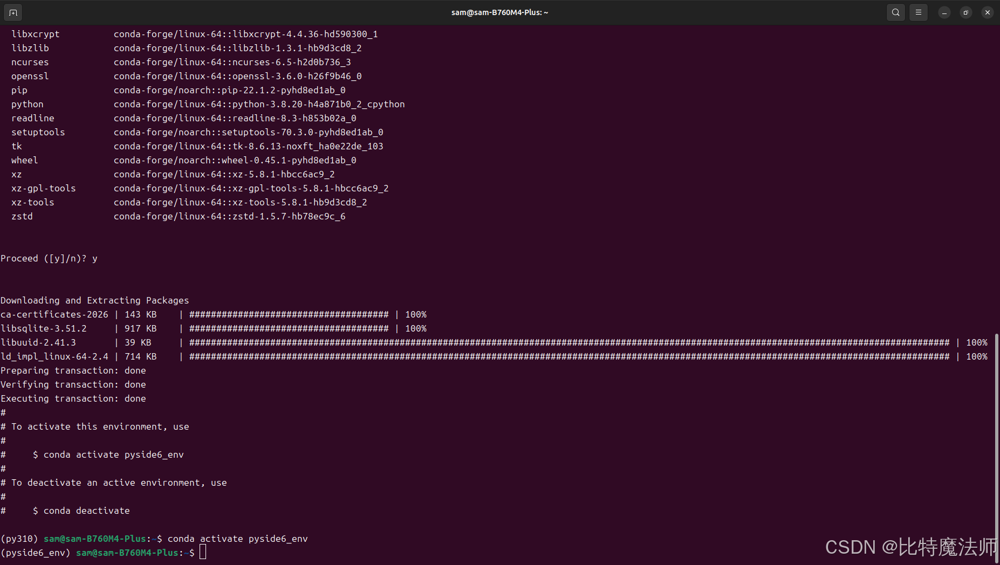 sam@sam-B760M4-Plus: ~
libxcrypt          conda-forge/linux-64::libxcrypt-4.4.36-hd590300_1
libzlib            conda-forge/linux-64::libzlib-1.3.1-hb9d3cd8_2
ncurses            conda-forge/linux-64::ncurses-6.5-h2d0b736_3
openssl            conda-forge/linux-64::openssl-3.6.0-h26f9b46_0
pip                conda-forge/noarch::pip-22.1.2-pyhd8ed1ab_0
python             conda-forge/linux-64::python-3.8.20-h4a871b0_2_cpython
readline           conda-forge/linux-64::readline-8.3-h853b02a_0
setuptools         conda-forge/noarch::setuptools-70.3.0-pyhd8ed1ab_0
tk                 conda-forge/linux-64::tk-8.6.13-noxft_ha0e22de_103
wheel              conda-forge/noarch::wheel-0.45.1-pyhd8ed1ab_0
xz                 conda-forge/linux-64::xz-5.8.1-hbcc6ac9_2
xz-gpl-tools       conda-forge/linux-64::xz-gpl-tools-5.8.1-hbcc6ac9_2
xz-tools           conda-forge/linux-64::xz-tools-5.8.1-hb9d3cd8_2
zstd               conda-forge/linux-64::zstd-1.5.7-hb78ec9c_6
Proceed ([y]/n)? y
Downloading and Extracting Packages
ca-certificates-2026 | 143 KB    | ##################################### | 100%
libsqlite-3.51.2     | 917 KB    | ##################################### | 100%
libuuid-2.41.3       | 39 KB     | ############################################################################################################################################# | 100%
ld_impl_linux-64-2.4 | 714 KB    | ############################################################################################################################################# | 100%
Preparing transaction: done
Verifying transaction: done
Executing transaction: done
#
# To activate this environment, use
#
#     $ conda activate pyside6_env
#
# To deactivate an active environment, use
#
#     $ conda deactivate
(py310) sam@sam-B760M4-Plus:~$ conda activate pyside6_env
(pyside6_env) sam@sam-B760M4-Plus:~$
CSDN @比特魔法师